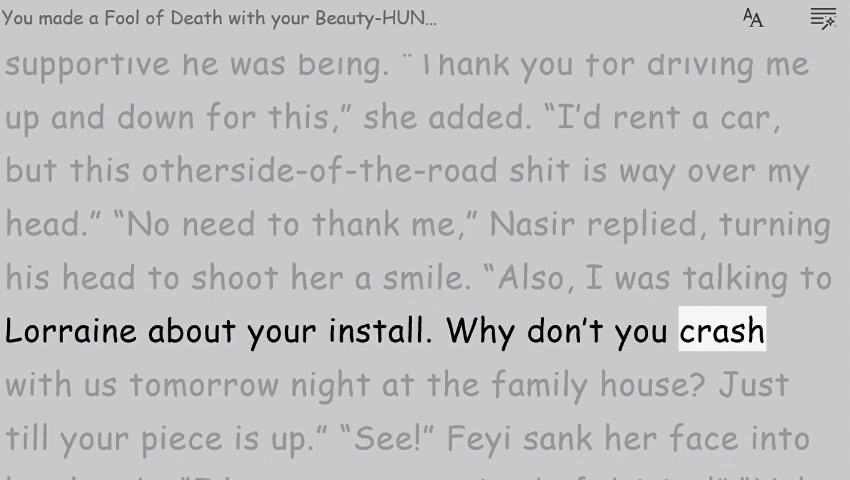 You made a Fool of Death with your Beauty-HUN...
supportive he was being. "Thank you for driving me
up and down for this,” she added. “I’d rent a car,
but this otherside-of-the-road shit is way over my
head.” “No need to thank me,” Nasir replied, turning
his head to shoot her a smile. “Also, I was talking to
Lorraine about your install. Why don’t you crash
with us tomorrow night at the family house? Just
till your piece is up.” “See!” Feyi sank her face into